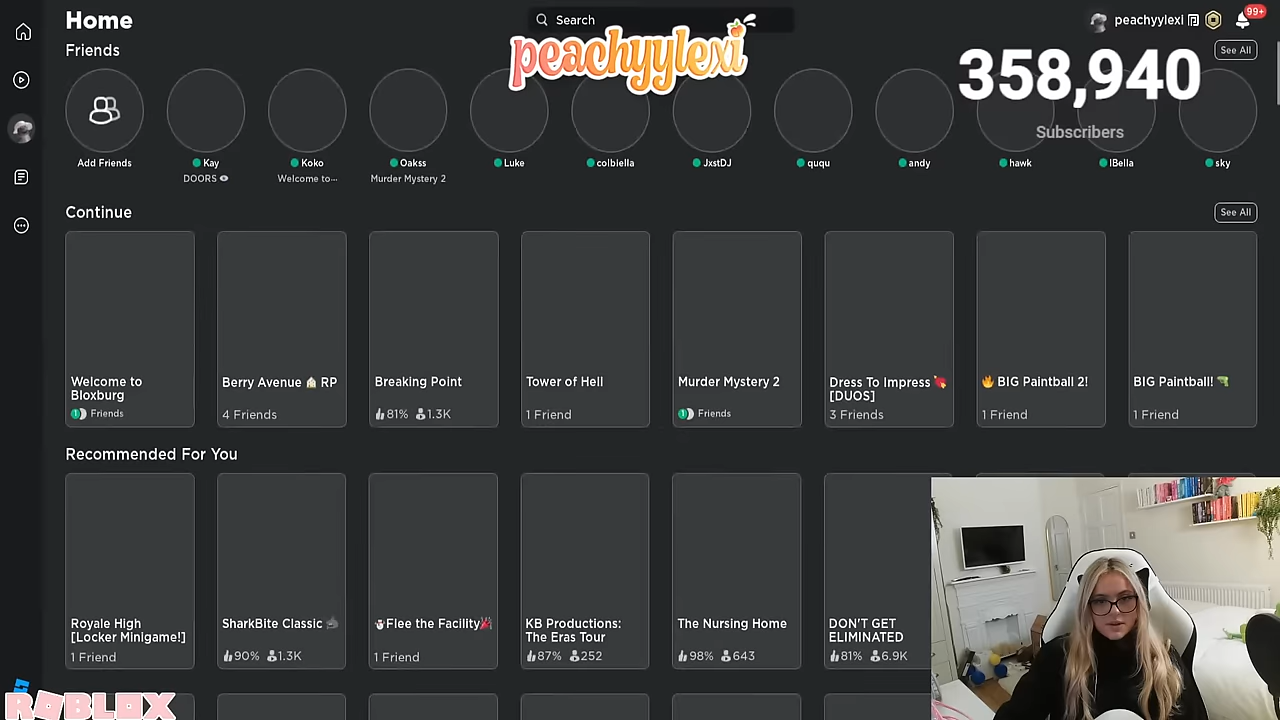 Home
Search
peachyylexi
99+
Friends
See All
peachyylexi
358,940
Subscribers
Add Friends
Kay
Koko
Oakss
Luke
colbiella
JxstDJ
ququ
andy
hawk
IBella
sky
DOORS 👁
Welcome to...
Murder Mystery 2
Continue
See All
Welcome to
Bloxburg
1 Friends
Berry Avenue 🏠 RP
4 Friends
Breaking Point
81% 1.3K
Tower of Hell
1 Friend
Murder Mystery 2
1 Friends
Dress To Impress 💘
[DUOS]
3 Friends
🔥 BIG Paintball 2!
1 Friend
BIG Paintball! 🔫
1 Friend
Recommended For You
Royale High
[Locker Minigame!]
1 Friend
SharkBite Classic 🦈
90% 1.3K
⛄Flee the Facility🎉
1 Friend
KB Productions:
The Eras Tour
87% 252
The Nursing Home
98% 643
DON'T GET
ELIMINATED
81% 6.9K
ROBLOX